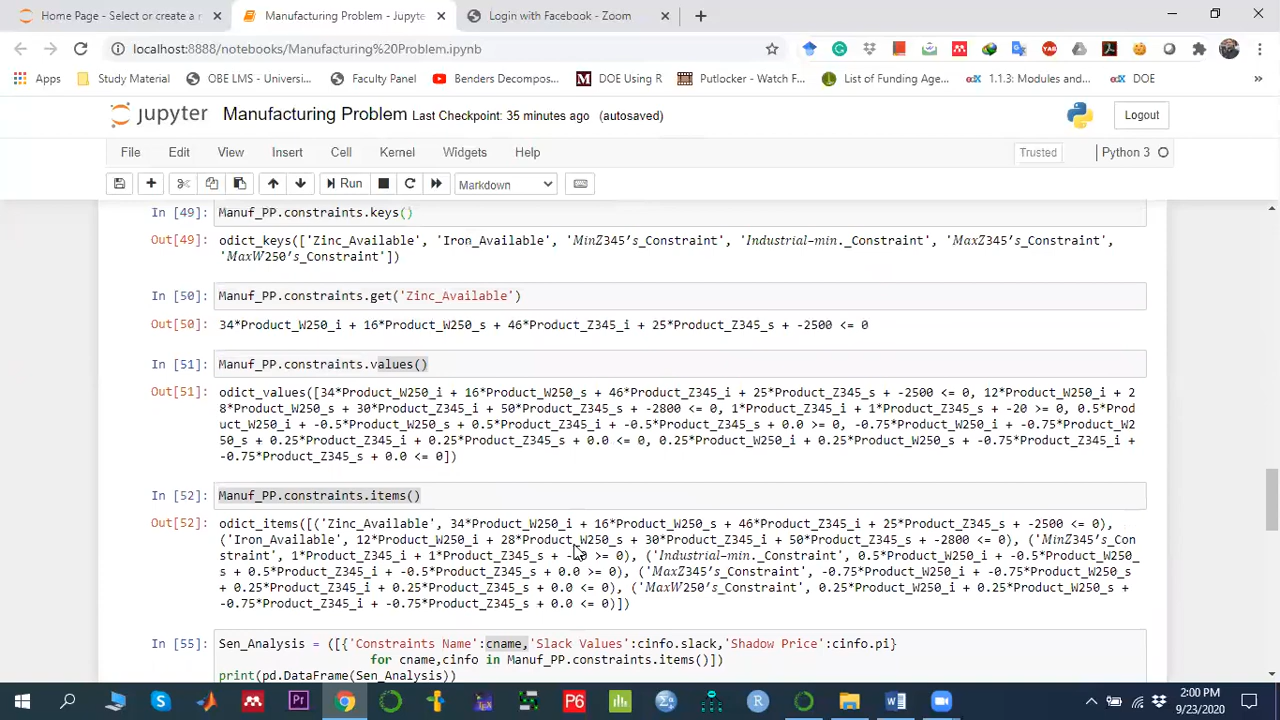 Home Page - Select or create a n
Manufacturing Problem - Jupyter
Login with Facebook - Zoom
localhost:8888/notebooks/Manufacturing%20Problem.ipynb
Apps
Study Material
OBE LMS - Universi...
Faculty Panel
Benders Decompos...
DOE Using R
Putlocker - Watch F...
List of Funding Age...
1.1.3: Modules and...
DOE
»
jupyter Manufacturing Problem Last Checkpoint: 35 minutes ago (autosaved)
Logout
File Edit View Insert Cell Kernel Widgets Help
Trusted
Python 3
Run
Markdown
In [49]: Manuf_PP.constraints.keys()
Out[49]: odict_keys(['Zinc_Available', 'Iron_Available', 'MinZ345's_Constraint', 'Industrial-min._Constraint', 'MaxZ345's_Constraint',
'MaxW250's_Constraint'])
In [50]: Manuf_PP.constraints.get('Zinc_Available')
Out[50]: 34*Product_W250_i + 16*Product_W250_s + 46*Product_Z345_i + 25*Product_Z345_s + -2500 <= 0
In [51]: Manuf_PP.constraints.values()
Out[51]: odict_values([34*Product_W250_i + 16*Product_W250_s + 46*Product_Z345_i + 25*Product_Z345_s + -2500 <= 0, 12*Product_W250_i + 2
8*Product_W250_s + 30*Product_Z345_i + 50*Product_Z345_s + -2800 <= 0, 1*Product_Z345_i + 1*Product_Z345_s + -20 >= 0, 0.5*Prod
uct_W250_i + -0.5*Product_W250_s + 0.5*Product_Z345_i + -0.5*Product_Z345_s + 0.0 >= 0, -0.75*Product_W250_i + -0.75*Product_W2
50_s + 0.25*Product_Z345_i + 0.25*Product_Z345_s + 0.0 <= 0, 0.25*Product_W250_i + 0.25*Product_W250_s + -0.75*Product_Z345_i +
-0.75*Product_Z345_s + 0.0 <= 0])
In [52]: Manuf_PP.constraints.items()
Out[52]: odict_items([('Zinc_Available', 34*Product_W250_i + 16*Product_W250_s + 46*Product_Z345_i + 25*Product_Z345_s + -2500 <= 0),
('Iron_Available', 12*Product_W250_i + 28*Product_W250_s + 30*Product_Z345_i + 50*Product_Z345_s + -2800 <= 0), ('MinZ345's_Con
straint', 1*Product_Z345_i + 1*Product_Z345_s + >= 0), ('Industrial-min._Constraint', 0.5*Product_W250_i + -0.5*Product_W250_
s + 0.5*Product_Z345_i + -0.5*Product_Z345_s + 0.0 >= 0), ('MaxZ345's_Constraint', -0.75*Product_W250_i + -0.75*Product_W250_s
+ 0.25*Product_Z345_i + 0.25*Product_Z345_s + 0.0 <= 0), ('MaxW250's_Constraint', 0.25*Product_W250_i + 0.25*Product_W250_s +
-0.75*Product_Z345_i + -0.75*Product_Z345_s + 0.0 <= 0)])
In [55]: Sen_Analysis = ([{'Constraints Name':cname,'Slack Values':cinfo.slack,'Shadow Price':cinfo.pi}
for cname,cinfo in Manuf_PP.constraints.items()])
print(pd.DataFrame(Sen_Analysis))
2:00 PM
9/23/2020